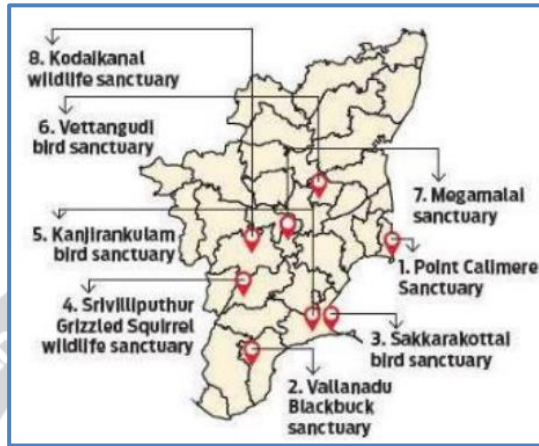 8. Kodaikanal
wildlife sanctuary
6. Vettangudi
bird sanctuary
7. Megamalai
sanctuary
5. Kanjirankulam
bird sanctuary
1. Point Calimere
Sanctuary
4. Srivilliputhur
Grizzled Squirrel
wildlife sanctuary
3. Sakkarakottai
bird sanctuary
2. Vallanadu
Blackbuck
sanctuary